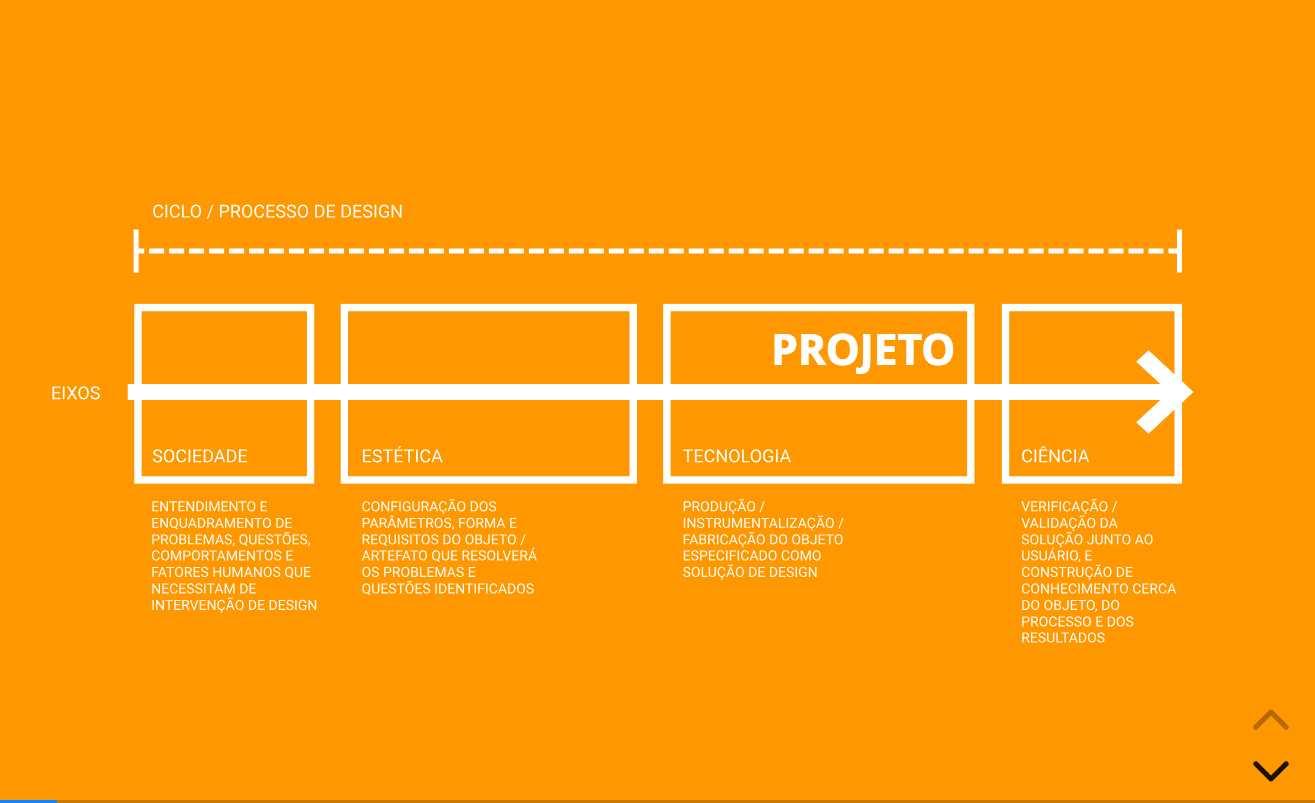 CICLO / PROCESSO DE DESIGN
PROJETO
EIXOS
SOCIEDADE
ESTÉTICA
TECNOLOGIA
CIÊNCIA
ENTENDIMENTO E
ENQUADRAMENTO DE
PROBLEMAS, QUESTÕES,
COMPORTAMENTOS E
FATORES HUMANOS QUE
NECESSITAM DE
INTERVENÇÃO DE DESIGN
CONFIGURAÇÃO DOS
PARÂMETROS, FORMA E
REQUISITOS DO OBJETO /
ARTEFATO QUE RESOLVERÁ
OS PROBLEMAS E
QUESTÕES IDENTIFICADOS
PRODUÇÃO /
INSTRUMENTALIZAÇÃO /
FABRICAÇÃO DO OBJETO
ESPECIFICADO COMO
SOLUÇÃO DE DESIGN
VERIFICAÇÃO /
VALIDAÇÃO DA
SOLUÇÃO JUNTO AO
USUÁRIO, E
CONSTRUÇÃO DE
CONHECIMENTO CERCA
DO OBJETO, DO
PROCESSO E DOS
RESULTADOS